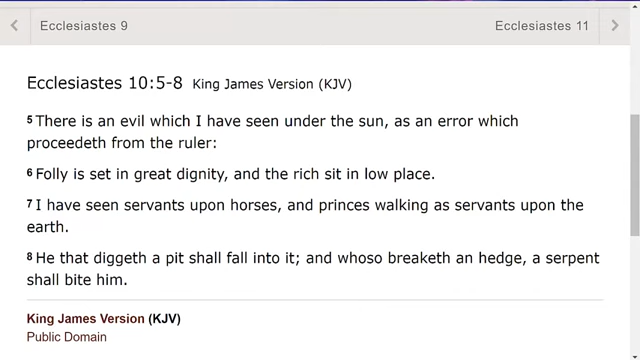 Ecclesiastes 9
Ecclesiastes 11
Ecclesiastes 10:5-8 King James Version (KJV)
5 There is an evil which I have seen under the sun, as an error which
proceedeth from the ruler:
6 Folly is set in great dignity, and the rich sit in low place.
7 I have seen servants upon horses, and princes walking as servants upon the
earth.
8 He that diggeth a pit shall fall into it; and whoso breaketh an hedge, a serpent
shall bite him.
King James Version (KJV)
Public Domain